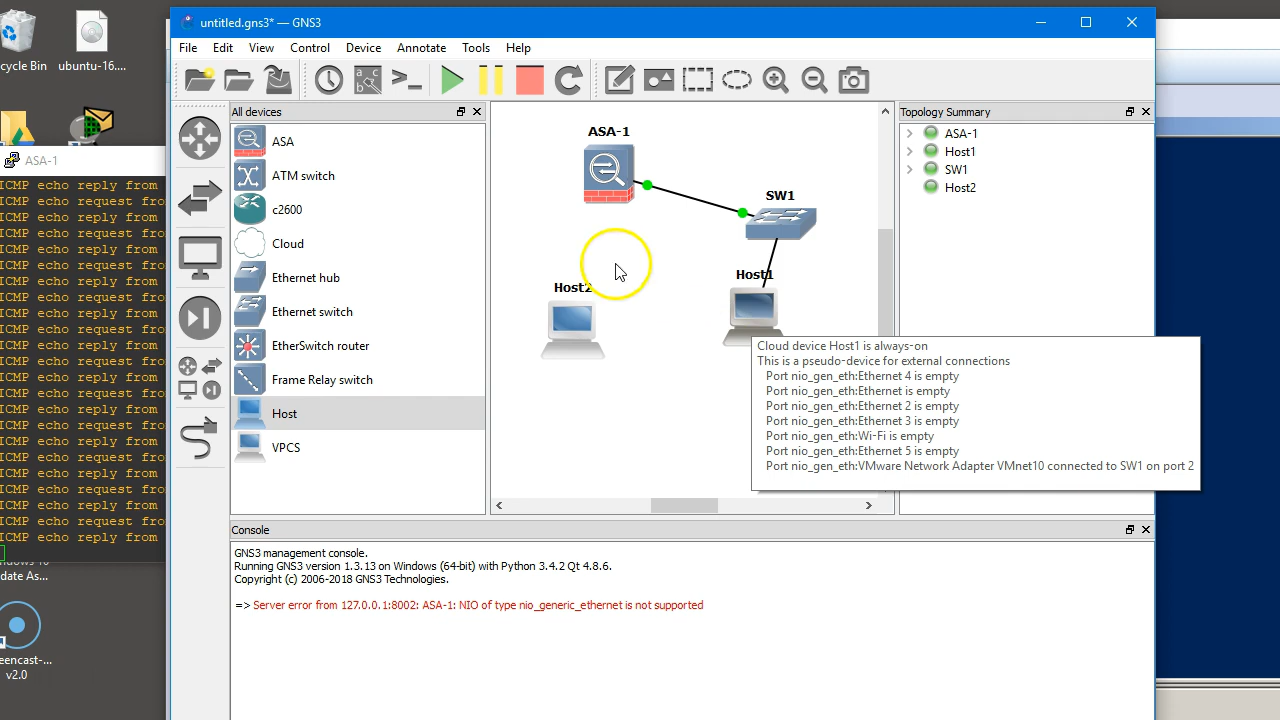 untitled.gns3* — GNS3
File Edit View Control Device Annotate Tools Help
cycle Bin
ubuntu-16....
All devices
ASA
ATM switch
c2600
Cloud
Ethernet hub
Ethernet switch
EtherSwitch router
Frame Relay switch
Host
VPCS
ASA-1
SW1
Host1
Host2
Topology Summary
ASA-1
Host1
SW1
Host2
Cloud device Host1 is always-on
This is a pseudo-device for external connections
Port nio_gen_eth:Ethernet 4 is empty
Port nio_gen_eth:Ethernet is empty
Port nio_gen_eth:Ethernet 2 is empty
Port nio_gen_eth:Ethernet 3 is empty
Port nio_gen_eth:Wi-Fi is empty
Port nio_gen_eth:Ethernet 5 is empty
Port nio_gen_eth:VMware Network Adapter VMnet10 connected to SW1 on port 2
ASA-1
ICMP echo reply from
ICMP echo request fro
ICMP echo reply from
ICMP echo request fro
ICMP echo reply from
ICMP echo request fro
ICMP echo reply from
ICMP echo request fro
ICMP echo reply from
ICMP echo request fro
ICMP echo reply from
ICMP echo request fro
ICMP echo reply from
ICMP echo request fro
ICMP echo reply from
ICMP echo request fro
ICMP echo reply from
ICMP echo request fro
ICMP echo reply from
ICMP echo request fro
ICMP echo reply from
ICMP echo request fro
ICMP echo reply from
date As...
eencast-...
v2.0
Console
GNS3 management console.
Running GNS3 version 1.3.13 on Windows (64-bit) with Python 3.4.2 Qt 4.8.6.
Copyright (c) 2006-2018 GNS3 Technologies.
=> Server error from 127.0.0.1:8002: ASA-1: NIO of type nio_generic_ethernet is not supported